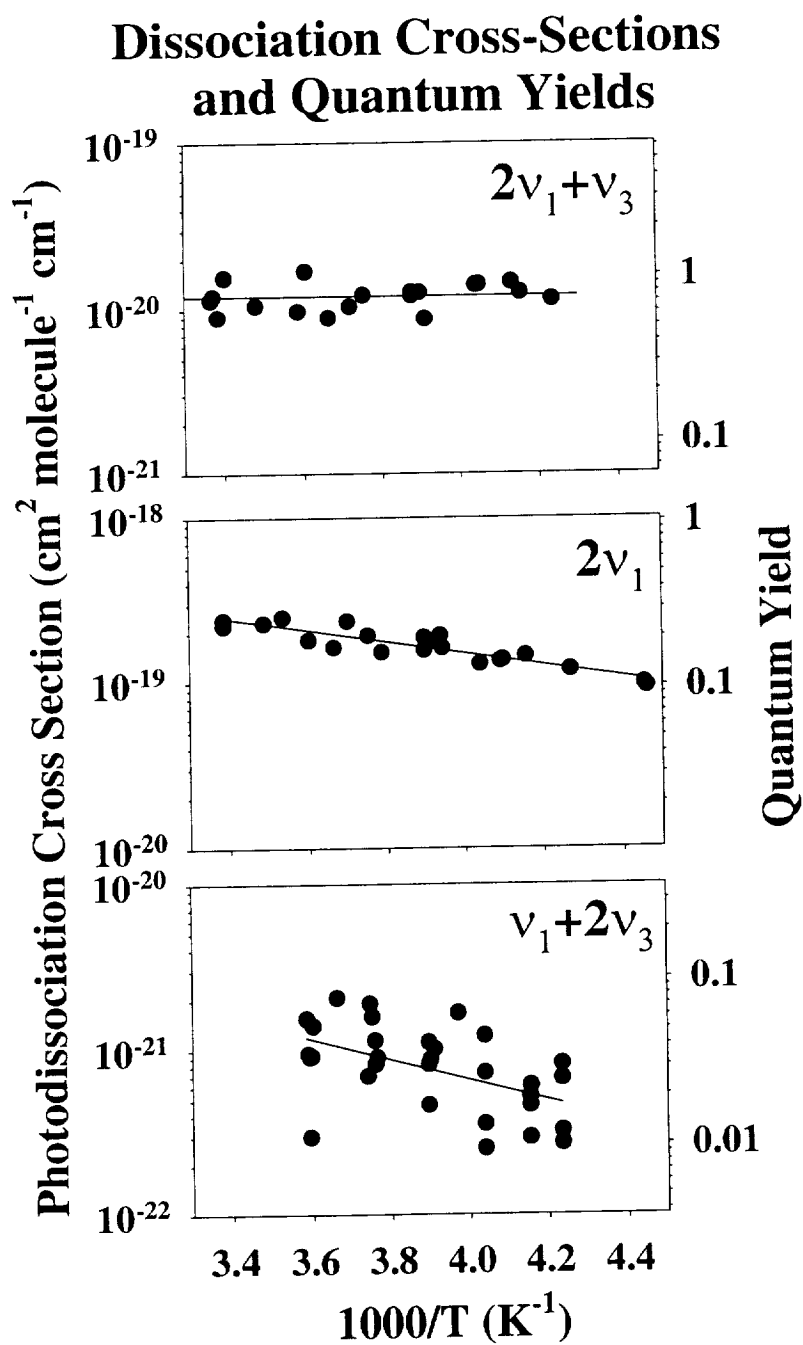 Dissociation Cross-Sections
and Quantum Yields
Photodissociation Cross Section (cm² molecule⁻¹ cm⁻¹)
10⁻¹⁹
10⁻²⁰
10⁻²¹
2ν₁+ν₃
1
0.1
10⁻¹⁸
10⁻¹⁹
10⁻²⁰
2ν₁
1
0.1
Quantum Yield
10⁻²⁰
10⁻²¹
10⁻²²
ν₁+2ν₃
0.1
0.01
3.4 3.6 3.8 4.0 4.2 4.4
1000/T (K⁻¹)